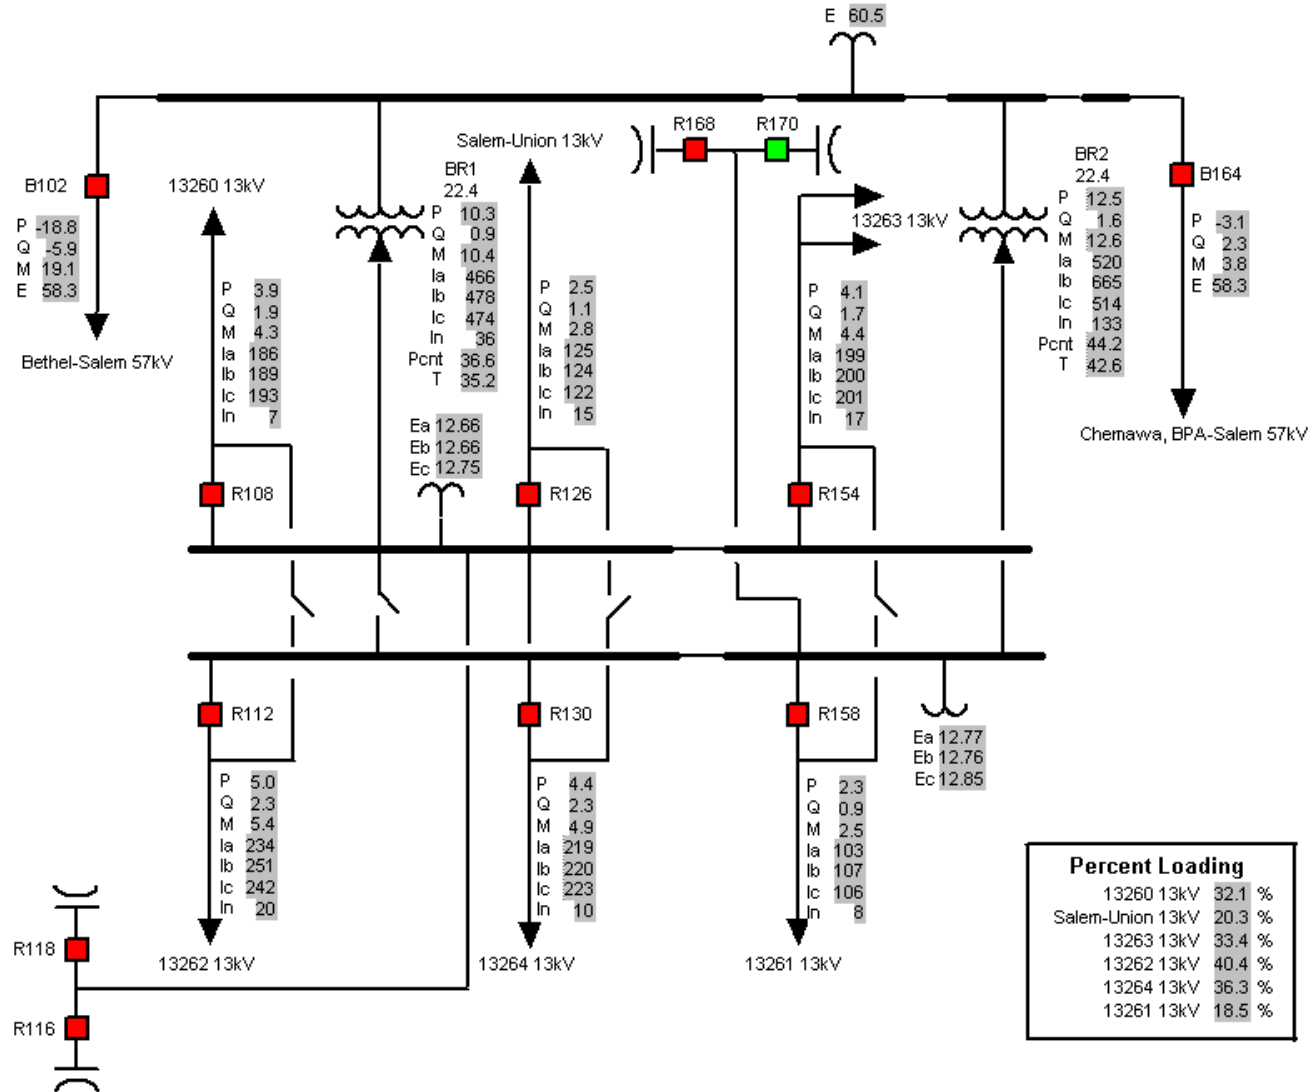 E 60.5
B102
P -18.8
Q -5.9
M 19.1
E 58.3
Bethel-Salem 57kV
13260 13kV
P 3.9
Q 1.9
M 4.3
Ia 186
Ib 189
Ic 193
In 7
R108
BR1
22.4
P 10.3
Q 0.9
M 10.4
Ia 466
Ib 478
Ic 474
In 36
Pcnt 36.6
T 35.2
Ea 12.66
Eb 12.66
Ec 12.75
Salem-Union 13kV
P 2.5
Q 1.1
M 2.8
Ia 125
Ib 124
Ic 122
In 15
R126
R168
R170
13263 13kV
P 4.1
Q 1.7
M 4.4
Ia 199
Ib 200
Ic 201
In 17
R154
BR2
22.4
P 12.5
Q 1.6
M 12.6
Ia 520
Ib 665
Ic 514
In 133
Pcnt 44.2
T 42.6
B164
P -3.1
Q 2.3
M 3.8
E 58.3
Chemawa, BPA-Salem 57kV
R112
P 5.0
Q 2.3
M 5.4
Ia 234
Ib 251
Ic 242
In 20
13262 13kV
R130
P 4.4
Q 2.3
M 4.9
Ia 219
Ib 220
Ic 223
In 10
13264 13kV
R158
P 2.3
Q 0.9
M 2.5
Ia 103
Ib 107
Ic 106
In 8
13261 13kV
Ea 12.77
Eb 12.76
Ec 12.85
R118
R116
Percent Loading
13260 13kV 32.1 %
Salem-Union 13kV 20.3 %
13263 13kV 33.4 %
13262 13kV 40.4 %
13264 13kV 36.3 %
13261 13kV 18.5 %